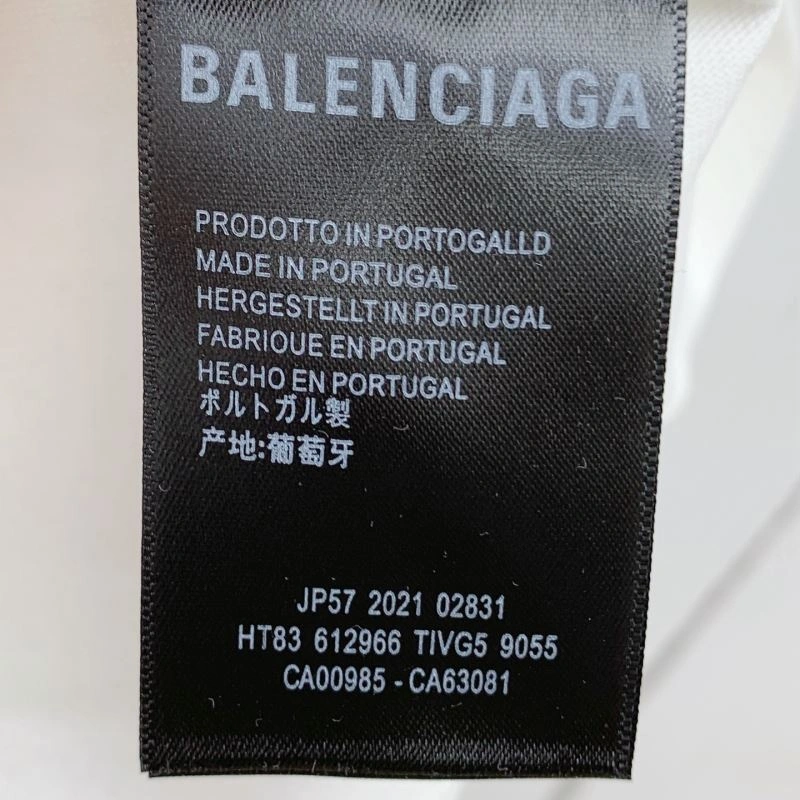 BALENCIAGA
PRODOTTO IN PORTOGALLD
MADE IN PORTUGAL
HERGESTELLT IN PORTUGAL
FABRIOUE EN PORTUGAL
HECHO EN PORTUGAL
ポルトガル製
产地:葡萄牙
JP57 2021 02831
HT83 612966 TIVG5 9055
CA00985 - CA63081